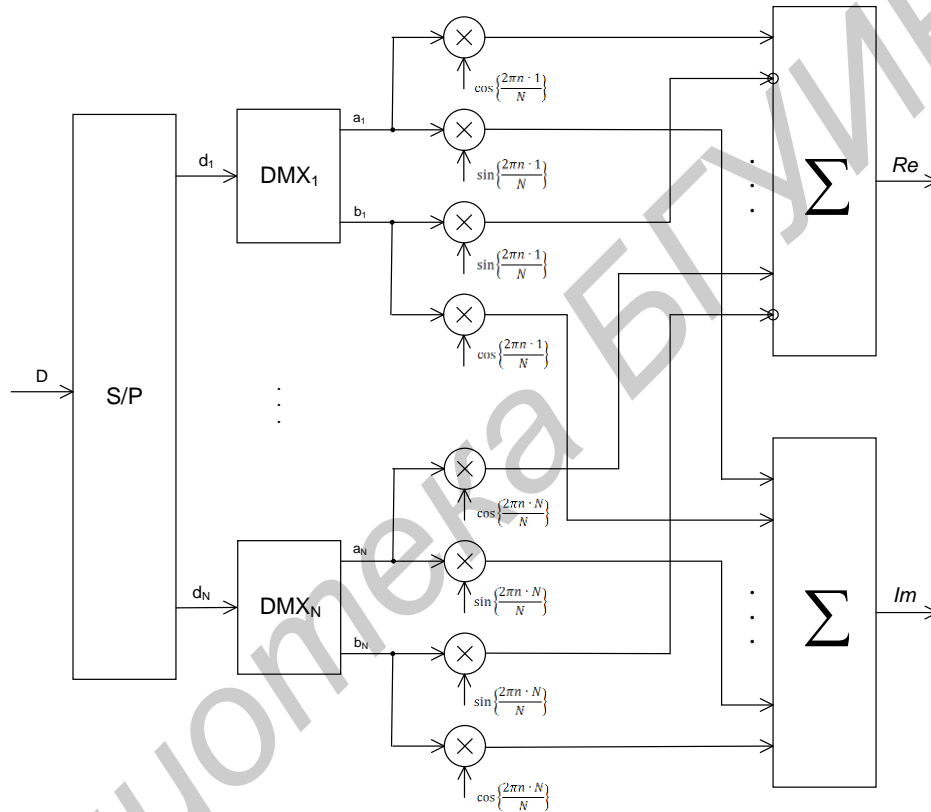 D
S/P
d₁
DMX₁
a₁
b₁
cos{2πn · 1/N}
sin{2πn · 1/N}
sin{2πn · 1/N}
cos{2πn · 1/N}
∑
Re
d_N
DMX_N
a_N
b_N
cos{2πn · N/N}
sin{2πn · N/N}
sin{2πn · N/N}
cos{2πn · N/N}
∑
Im